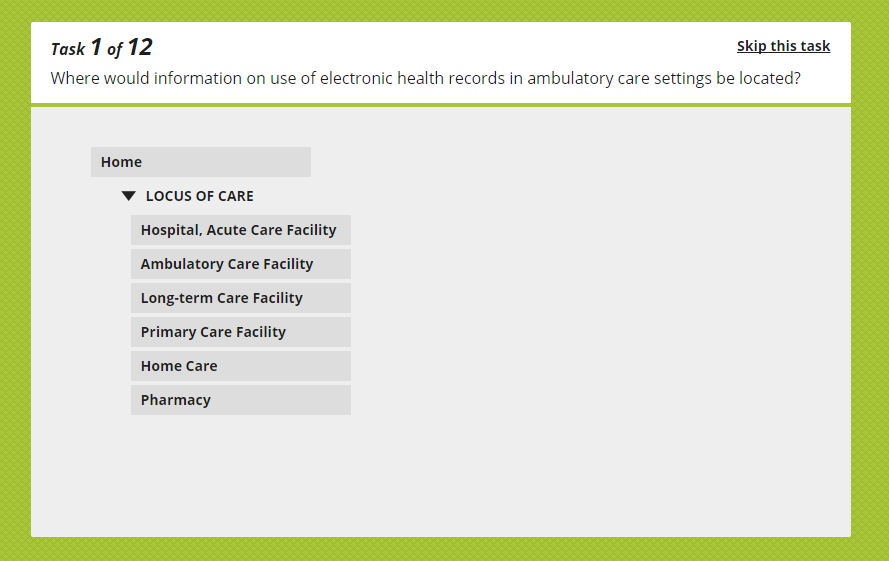 Task 1 of 12
Skip this task
Where would information on use of electronic health records in ambulatory care settings be located?
Home
LOCUS OF CARE
Hospital, Acute Care Facility
Ambulatory Care Facility
Long-term Care Facility
Primary Care Facility
Home Care
Pharmacy